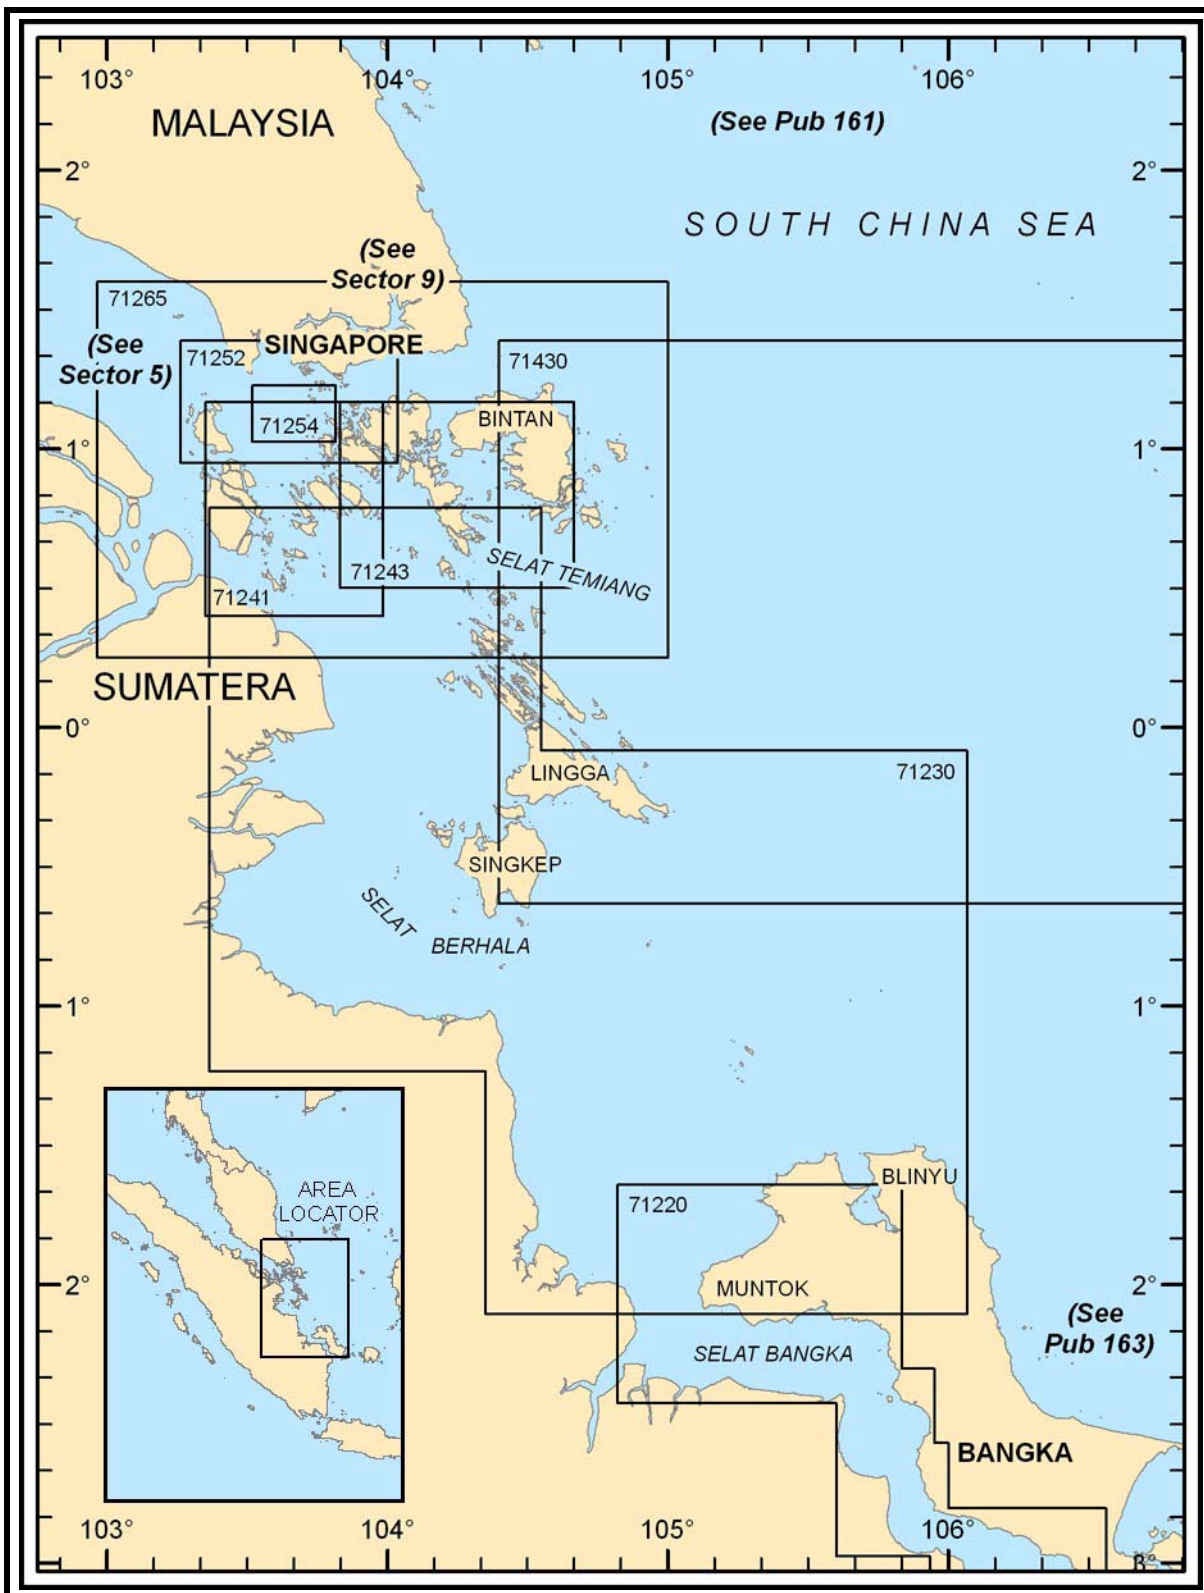 103°
104°
105°
106°
MALAYSIA
(See Pub 161)
2°
2°
SOUTH CHINA SEA
(See
Sector 9)
71265
(See
Sector 5)
SINGAPORE
71252
71430
71254
BINTAN
1°
1°
SELAT TEMIANG
71243
71241
SUMATERA
0°
0°
LINGGA
71230
SINGKEP
SELAT
BERHALA
1°
1°
AREA
LOCATOR
BLINYU
71220
MUNTOK
2°
2°
(See
Pub 163)
SELAT BANGKA
BANGKA
103°
104°
105°
106°
3°